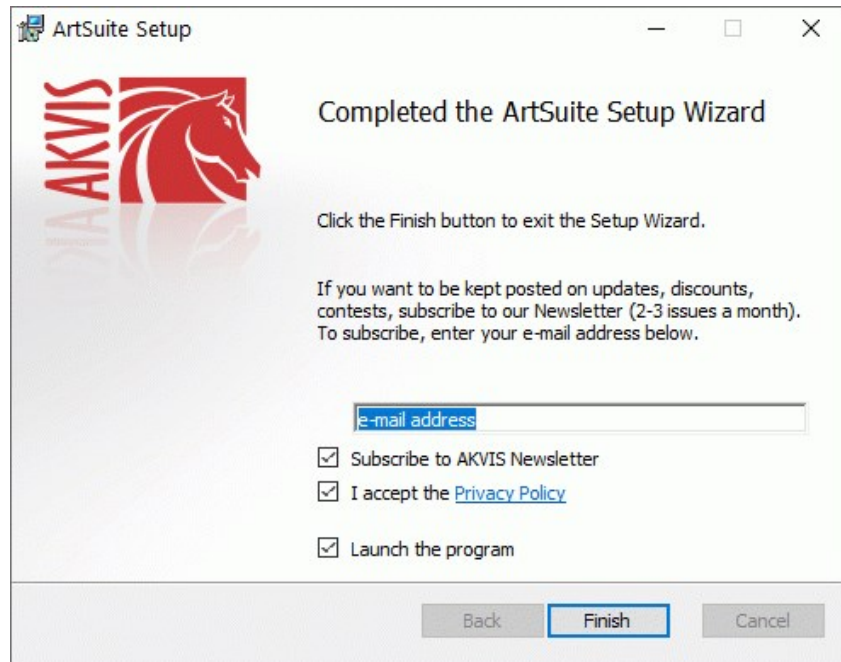 ArtSuite Setup
AKVIS
Completed the ArtSuite Setup Wizard
Click the Finish button to exit the Setup Wizard.
If you want to be kept posted on updates, discounts,
contests, subscribe to our Newsletter (2-3 issues a month).
To subscribe, enter your e-mail address below.
e-mail address
Subscribe to AKVIS Newsletter
I accept the Privacy Policy
Launch the program
Back Finish Cancel